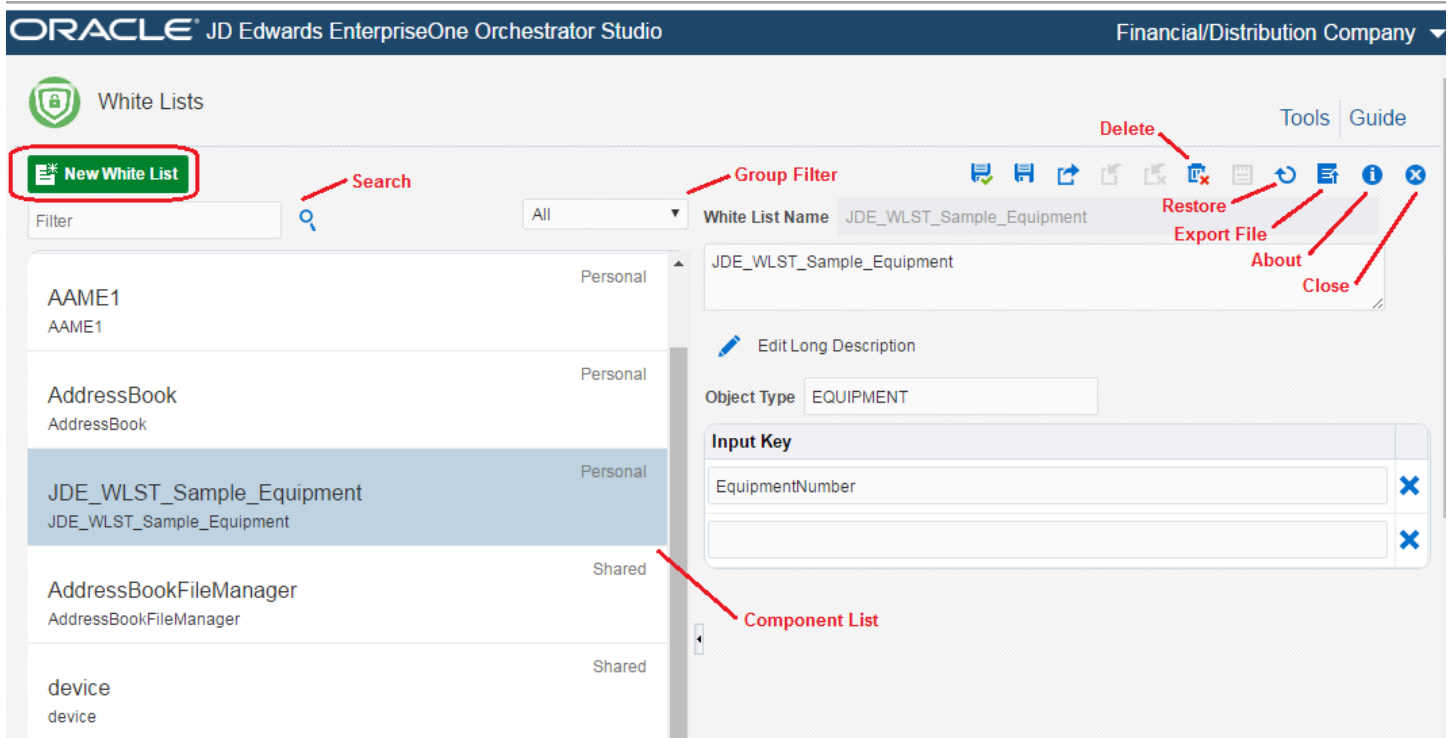 ORACLE® JD Edwards EnterpriseOne Orchestrator Studio
Financial/Distribution Company
White Lists
Tools Guide
Delete
New White List
Search
Group Filter
Restore
Export File
About
Close
Filter
All
White List Name JDE_WLST_Sample_Equipment
JDE_WLST_Sample_Equipment
Edit Long Description
Object Type EQUIPMENT
Input Key
EquipmentNumber
Personal
AAME1
AAME1
Personal
AddressBook
AddressBook
Personal
JDE_WLST_Sample_Equipment
JDE_WLST_Sample_Equipment
Shared
AddressBookFileManager
AddressBookFileManager
Component List
Shared
device
device